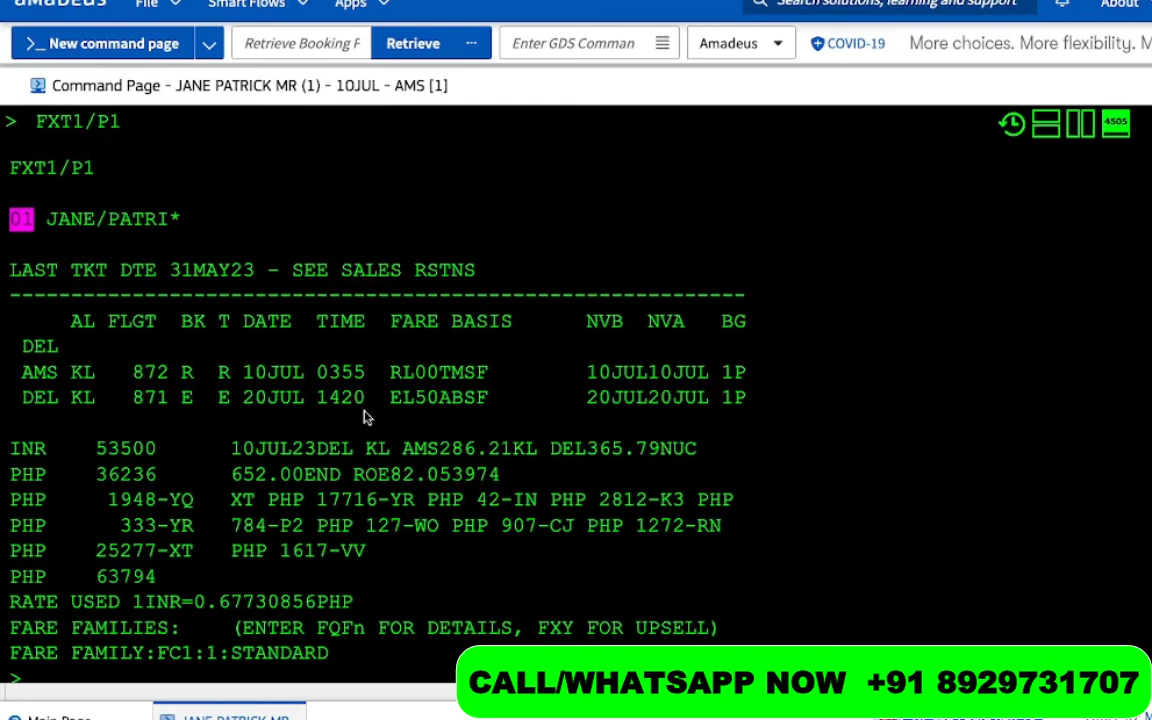 amadeus File Smart Flows Apps Search solutions, learning and support About
>_ New command page Retrieve Booking F Retrieve ... Enter GDS Comman Amadeus COVID-19 More choices. More flexibility. M
Command Page - JANE PATRICK MR (1) - 10JUL - AMS [1]
> FXT1/P1 4505
FXT1/P1
01 JANE/PATRI*
LAST TKT DTE 31MAY23 - SEE SALES RSTNS
------------------------------------------------------------
AL FLGT BK T DATE TIME FARE BASIS NVB NVA BG
DEL
AMS KL 872 R R 10JUL 0355 RL00TMSF 10JUL10JUL 1P
DEL KL 871 E E 20JUL 1420 EL50ABSF 20JUL20JUL 1P
INR 53500 10JUL23DEL KL AMS286.21KL DEL365.79NUC
PHP 36236 652.00END ROE82.053974
PHP 1948-YQ XT PHP 17716-YR PHP 42-IN PHP 2812-K3 PHP
PHP 333-YR 784-P2 PHP 127-WO PHP 907-CJ PHP 1272-RN
PHP 25277-XT PHP 1617-VV
PHP 63794
RATE USED 1INR=0.67730856PHP
FARE FAMILIES: (ENTER FQFn FOR DETAILS, FXY FOR UPSELL)
FARE FAMILY:FC1:1:STANDARD
>
CALL/WHATSAPP NOW +91 8929731707
Main Page JANE PATRICK MR